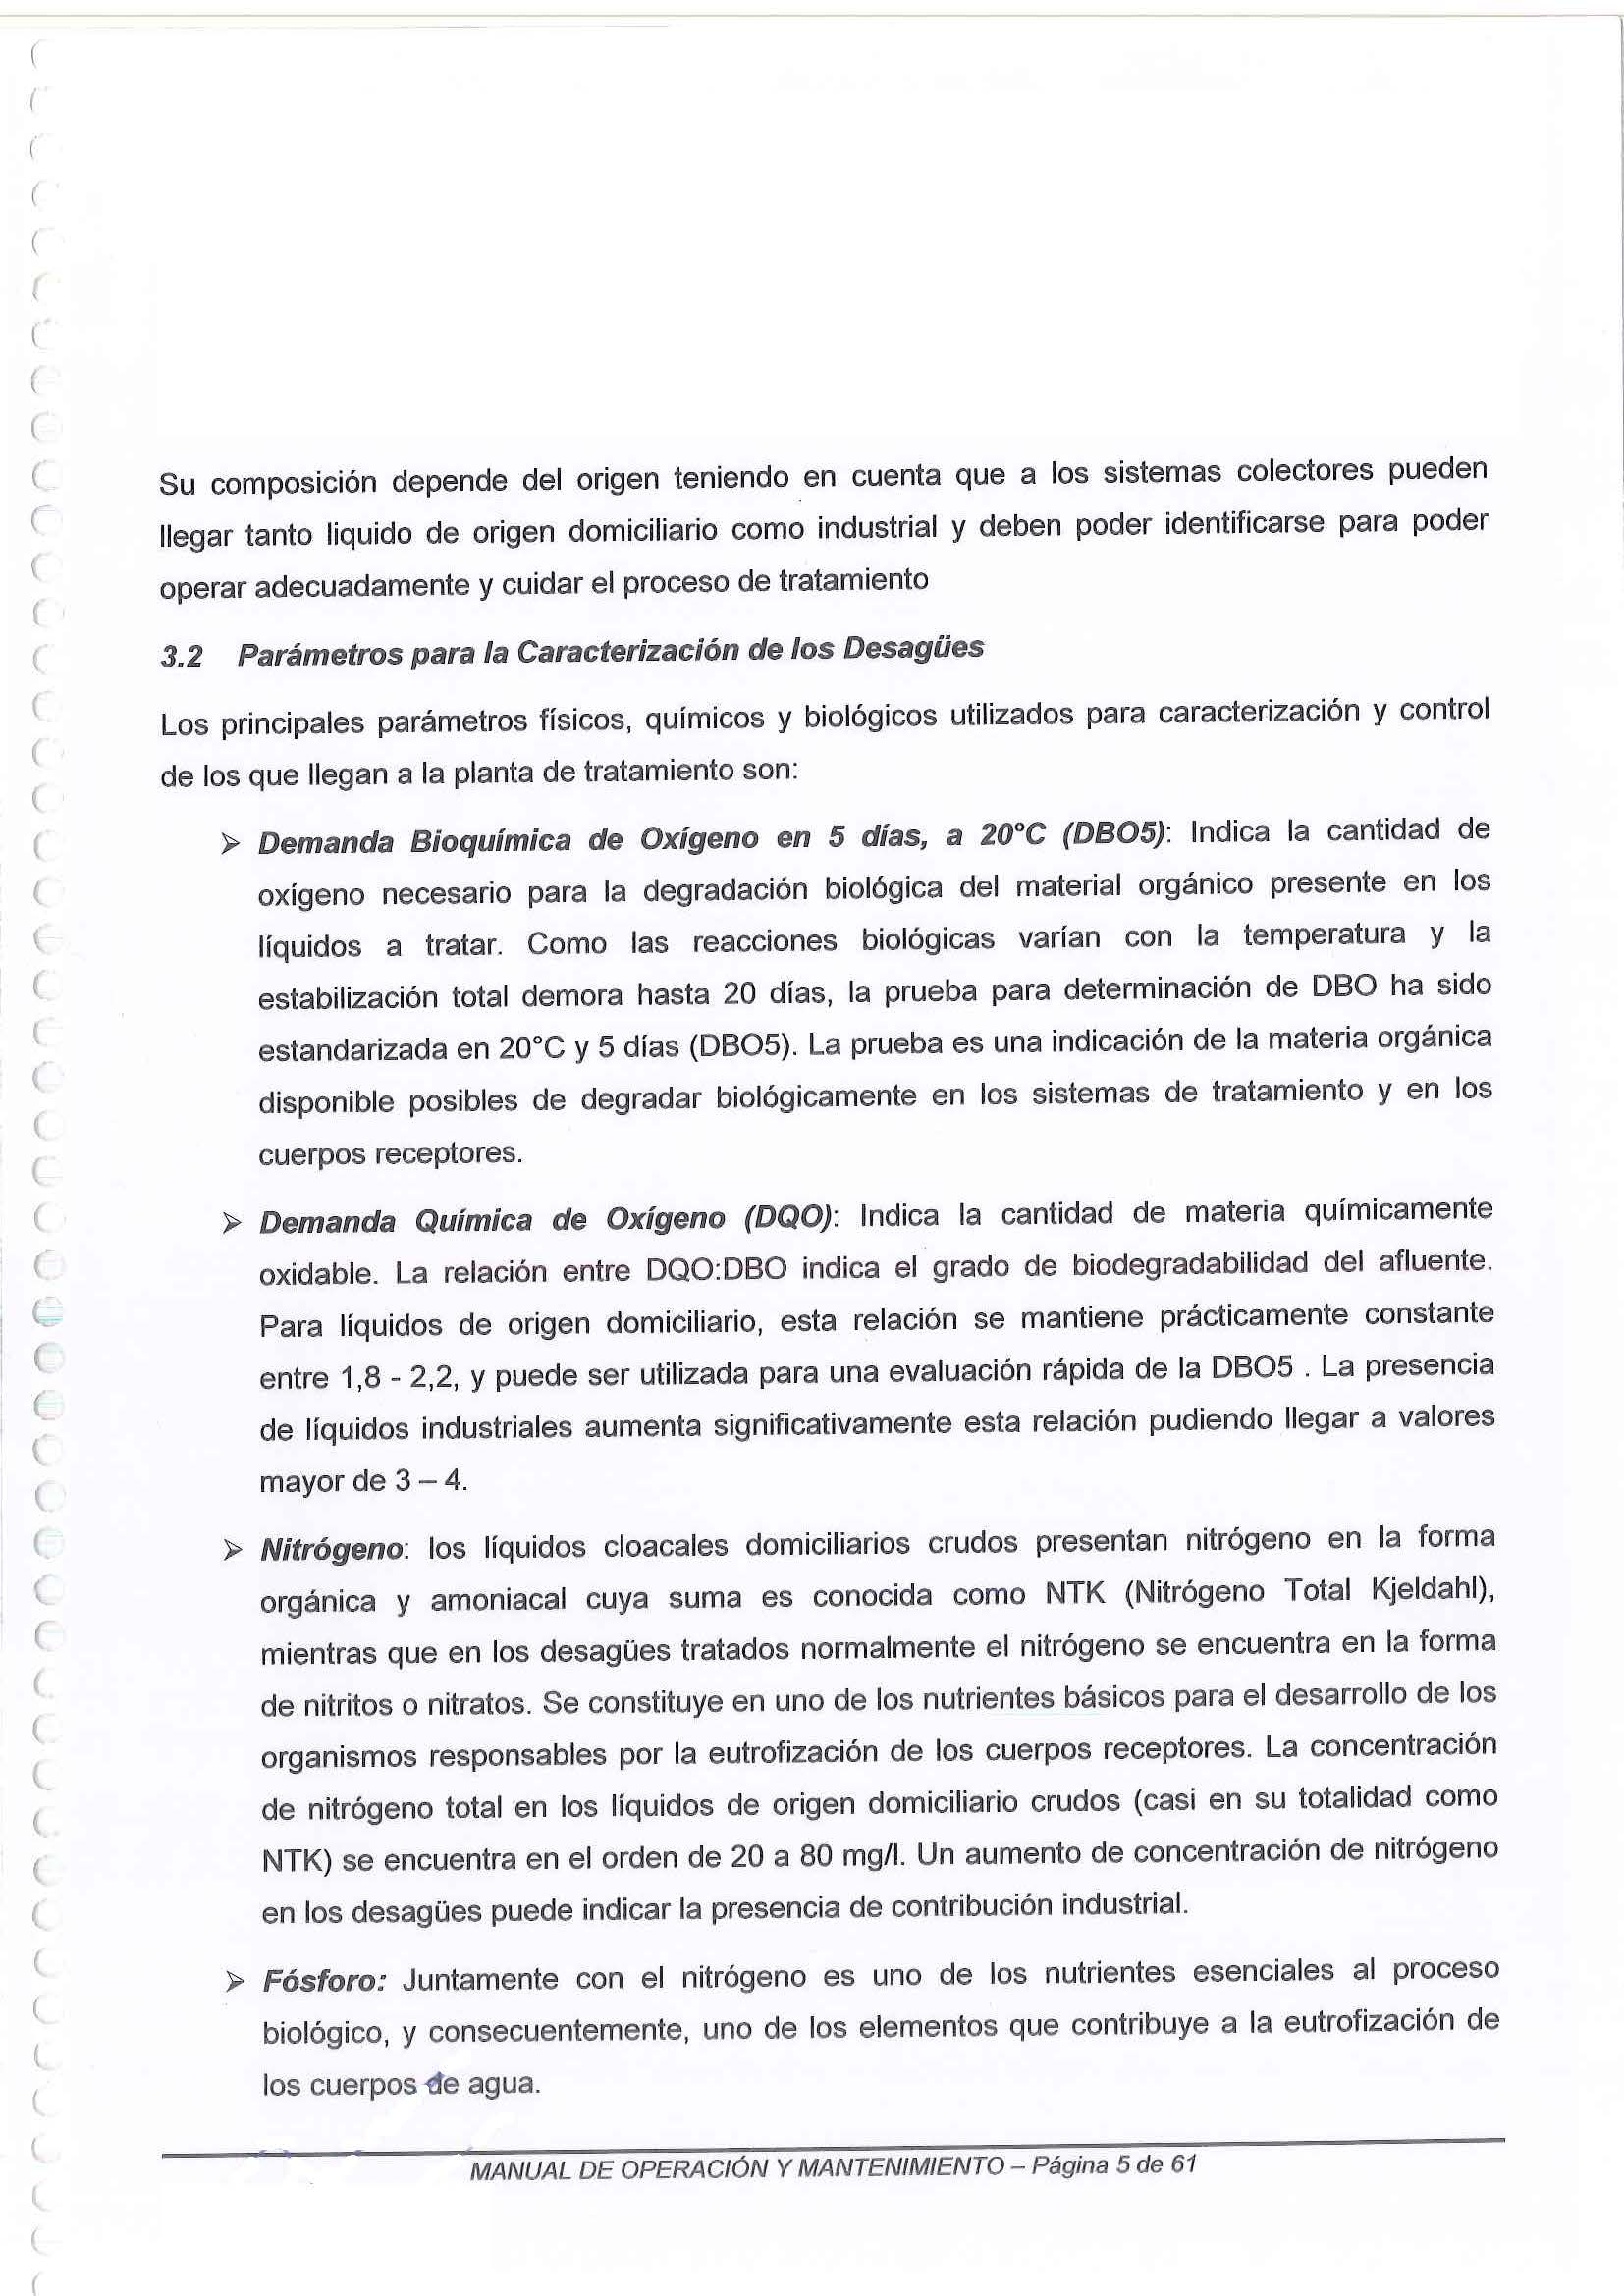 Su composición depende del origen teniendo en cuenta que a los sistemas colectores pueden
llegar tanto liquido de origen domiciliario como industrial y deben poder identificarse para poder
operar adecuadamente y cuidar el proceso de tratamiento
3.2 Parámetros para la Caracterización de los Desagües
Los principales parámetros físicos, químicos y biológicos utilizados para caracterización y control
de los que llegan a la planta de tratamiento son:
➢ Demanda Bioquímica de Oxígeno en 5 días, a 20ºC (DBO5): Indica la cantidad de
oxígeno necesario para la degradación biológica del material orgánico presente en los
líquidos a tratar. Como las reacciones biológicas varían con la temperatura y la
estabilización total demora hasta 20 días, la prueba para determinación de DBO ha sido
estandarizada en 20°C y 5 días (DBO5). La prueba es una indicación de la materia orgánica
disponible posibles de degradar biológicamente en los sistemas de tratamiento y en los
cuerpos receptores.
➢ Demanda Química de Oxígeno (DQO): Indica la cantidad de materia químicamente
oxidable. La relación entre DQO:DBO indica el grado de biodegradabilidad del afluente.
Para líquidos de origen domiciliario, esta relación se mantiene prácticamente constante
entre 1,8 - 2,2, y puede ser utilizada para una evaluación rápida de la DBO5 . La presencia
de líquidos industriales aumenta significativamente esta relación pudiendo llegar a valores
mayor de 3 – 4.
➢ Nitrógeno: los líquidos cloacales domiciliarios crudos presentan nitrógeno en la forma
orgánica y amoniacal cuya suma es conocida como NTK (Nitrógeno Total Kjeldahl),
mientras que en los desagües tratados normalmente el nitrógeno se encuentra en la forma
de nitritos o nitratos. Se constituye en uno de los nutrientes básicos para el desarrollo de los
organismos responsables por la eutrofización de los cuerpos receptores. La concentración
de nitrógeno total en los líquidos de origen domiciliario crudos (casi en su totalidad como
NTK) se encuentra en el orden de 20 a 80 mg/l. Un aumento de concentración de nitrógeno
en los desagües puede indicar la presencia de contribución industrial.
➢ Fósforo: Juntamente con el nitrógeno es uno de los nutrientes esenciales al proceso
biológico, y consecuentemente, uno de los elementos que contribuye a la eutrofización de
los cuerpos de agua.
MANUAL DE OPERACIÓN Y MANTENIMIENTO – Página 5 de 61